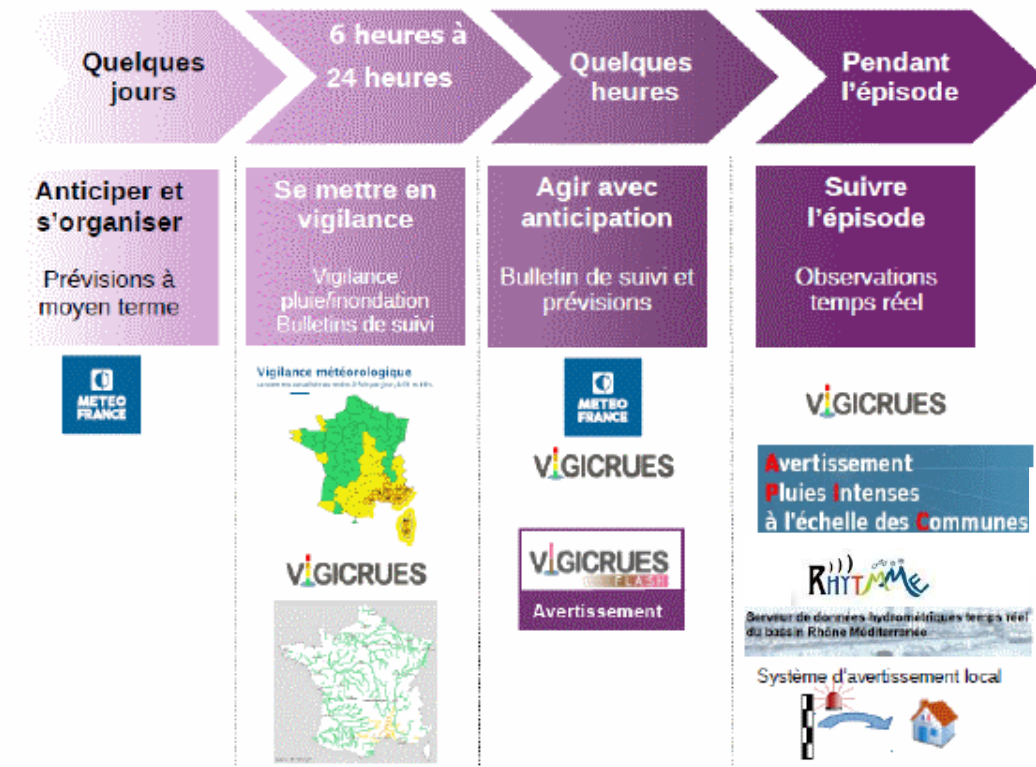 Quelques
jours
6 heures à
24 heures
Quelques
heures
Pendant
l'épisode
Anticiper et
s'organiser
Prévisions à
moyen terme
METEO
FRANCE
Se mettre en
vigilance
Vigilance
pluie/inondation
Bulletins de suivi
Vigilance météorologique
VIGICRUES
Agir avec
anticipation
Bulletin de suivi et
prévisions
METEO
FRANCE
VIGICRUES
VIGICRUES
FLASH
Avertissement
Suivre
l'épisode
Observations
temps réel
VIGICRUES
Avertissement
Pluies Intenses
à l'échelle des Communes
RHYTMME
Serveur de données hydrométriques temps réel
du bassin Rhône Méditerranée
Système d'avertissement local